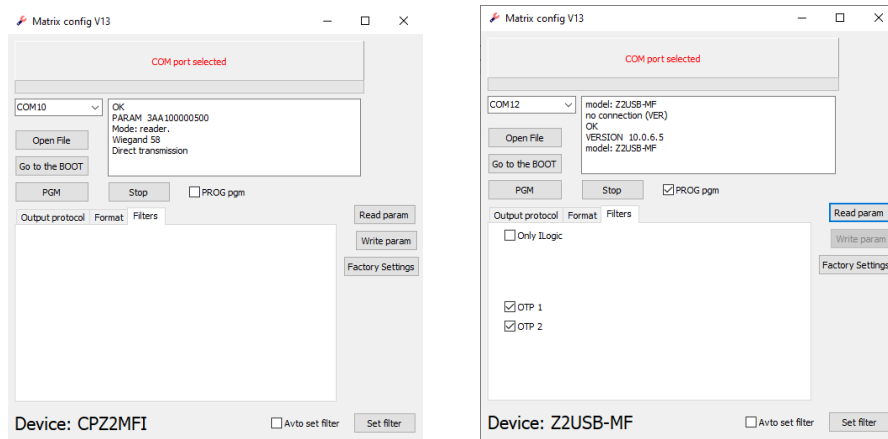 Matrix config V13
COM port selected
COM10
OK
PARAM 3AA100000500
Mode: reader.
Wiegand 58
Direct transmission
Open File
Go to the BOOT
PGM
Stop
PROG pgm
Output protocol
Format
Filters
Read param
Write param
Factory Settings
Device: CPZ2MFI
Avto set filter
Set filter
Matrix config V13
COM port selected
COM12
model: Z2USB-MF
no connection (VER)
OK
VERSION 10.0.6.5
model: Z2USB-MF
Open File
Go to the BOOT
PGM
Stop
PROG pgm
Output protocol
Format
Filters
Read param
Write param
Factory Settings
Only ILogic
OTP 1
OTP 2
Device: Z2USB-MF
Avto set filter
Set filter